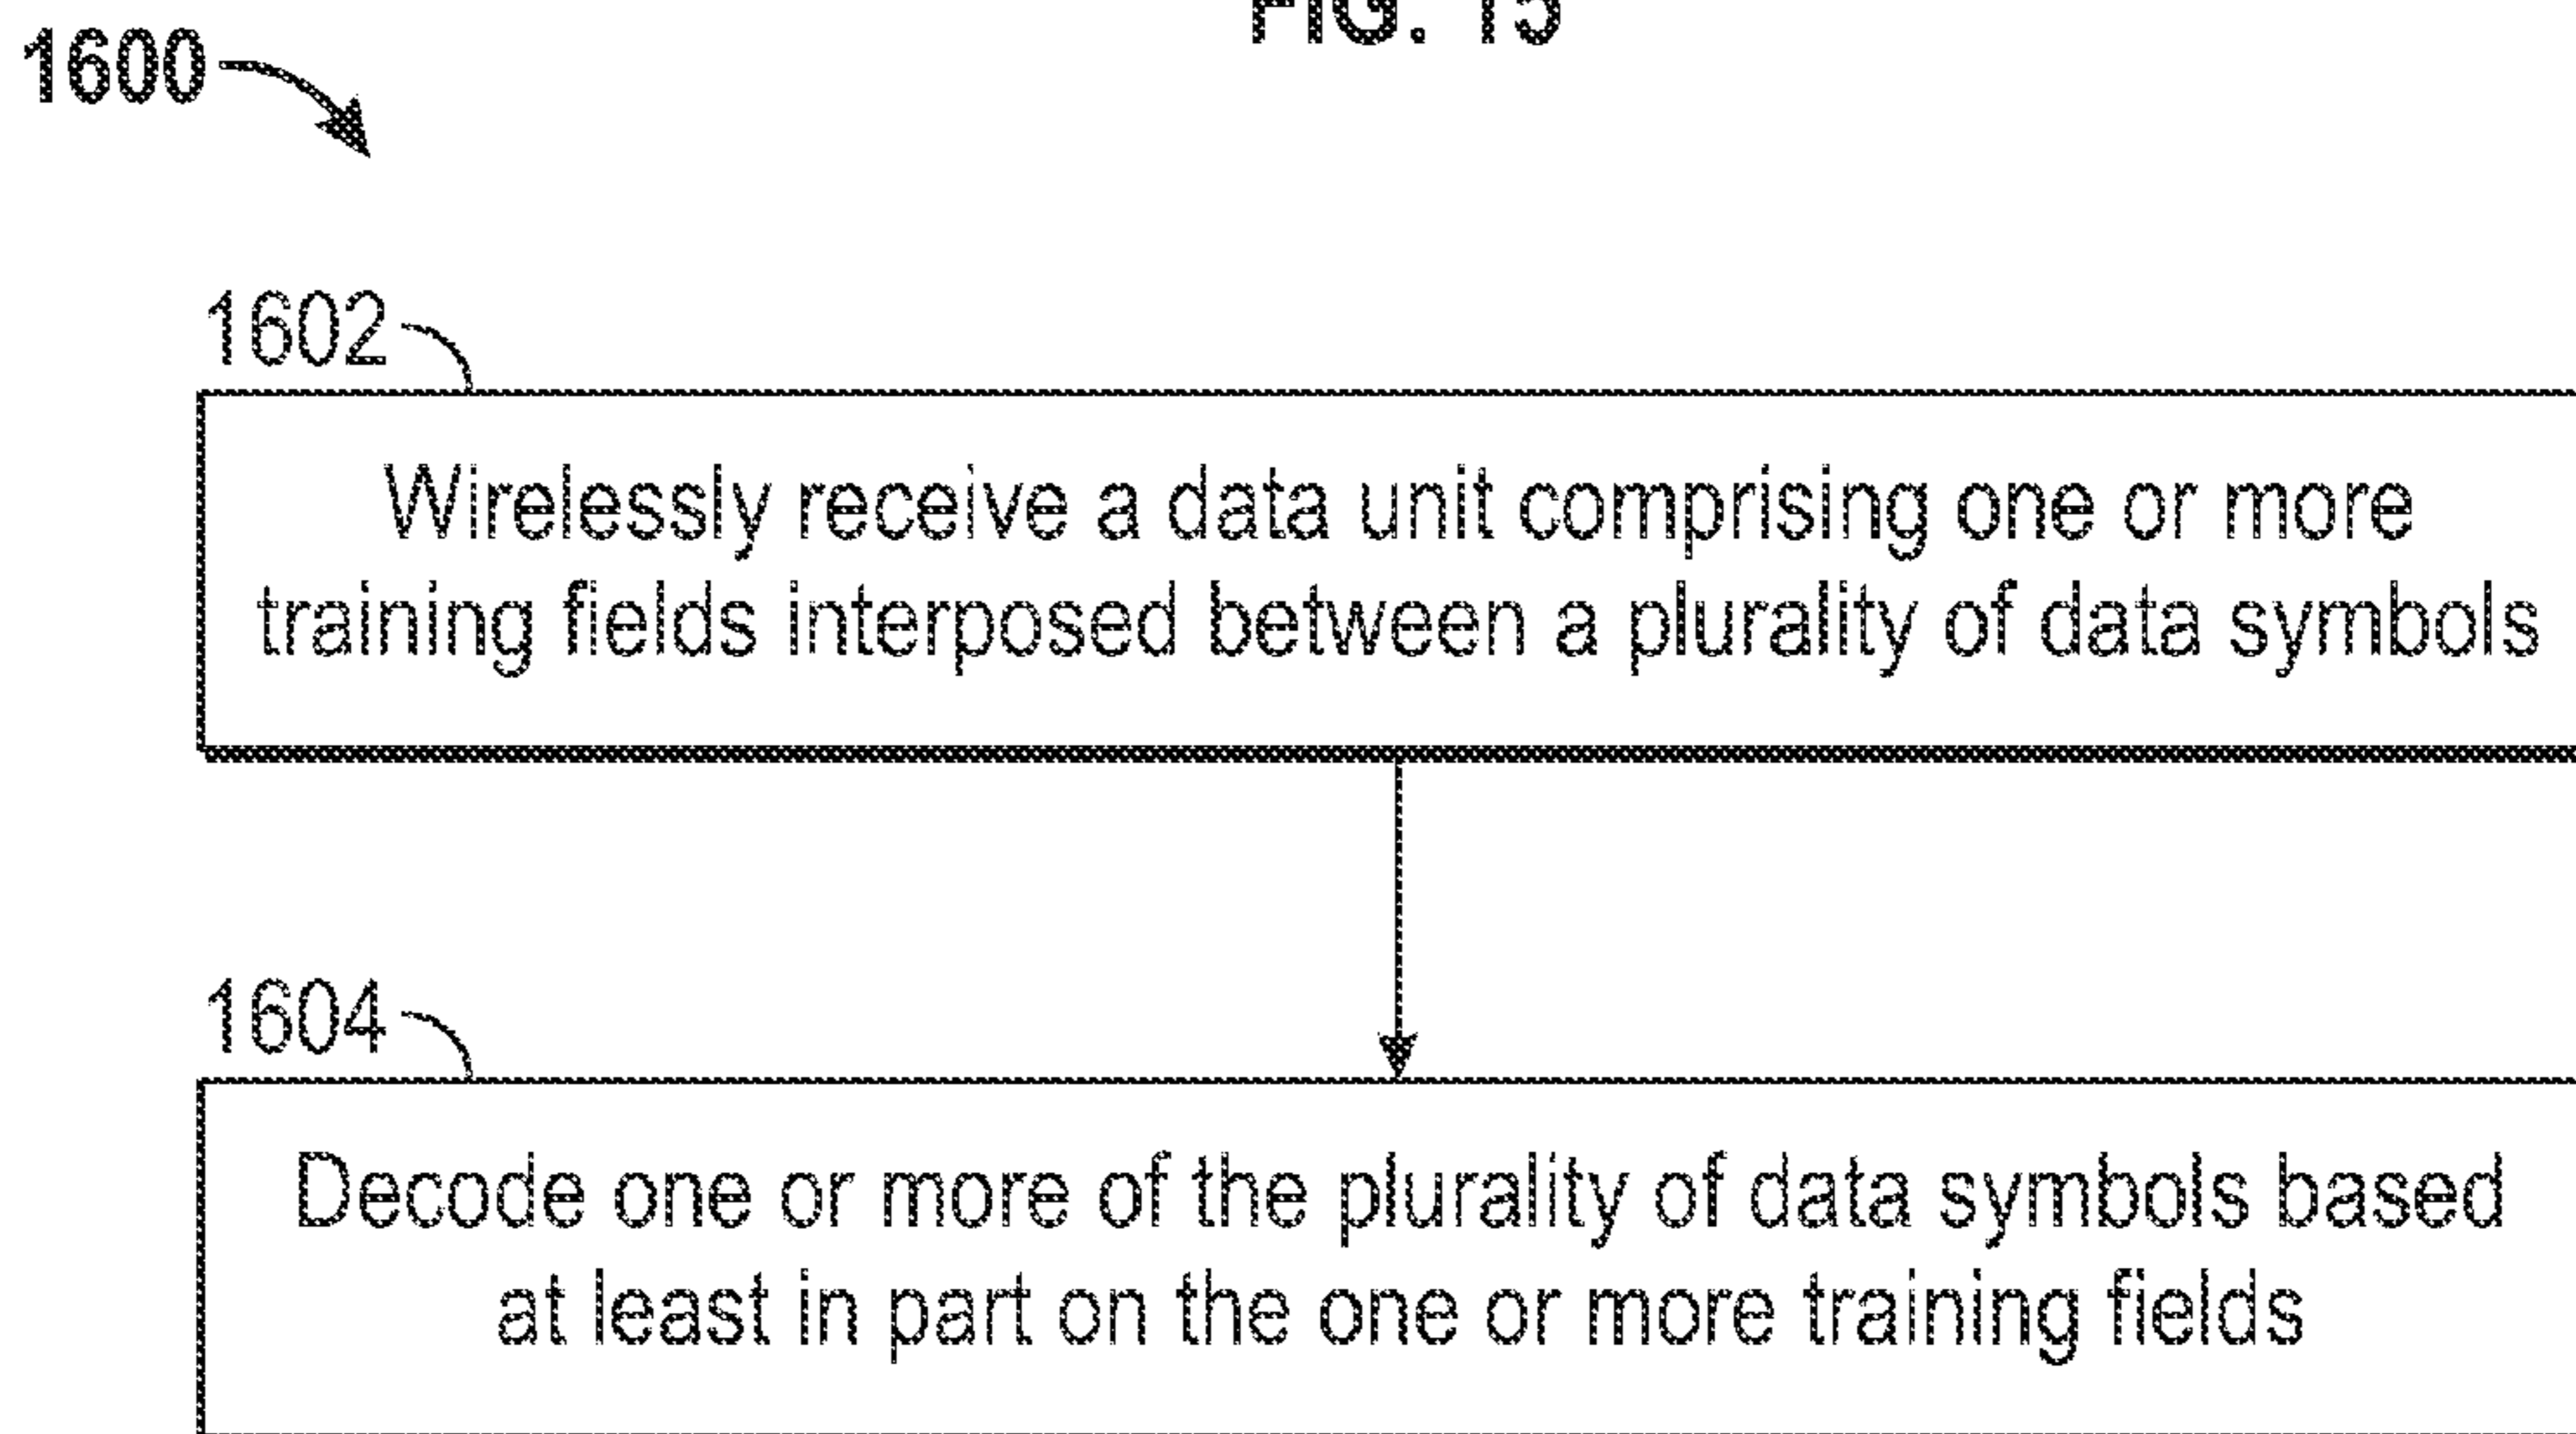 FIG. 15
1600
1602
Wirelessly receive a data unit comprising one or more
training fields interposed between a plurality of data symbols
1604
Decode one or more of the plurality of data symbols based
at least in part on the one or more training fields